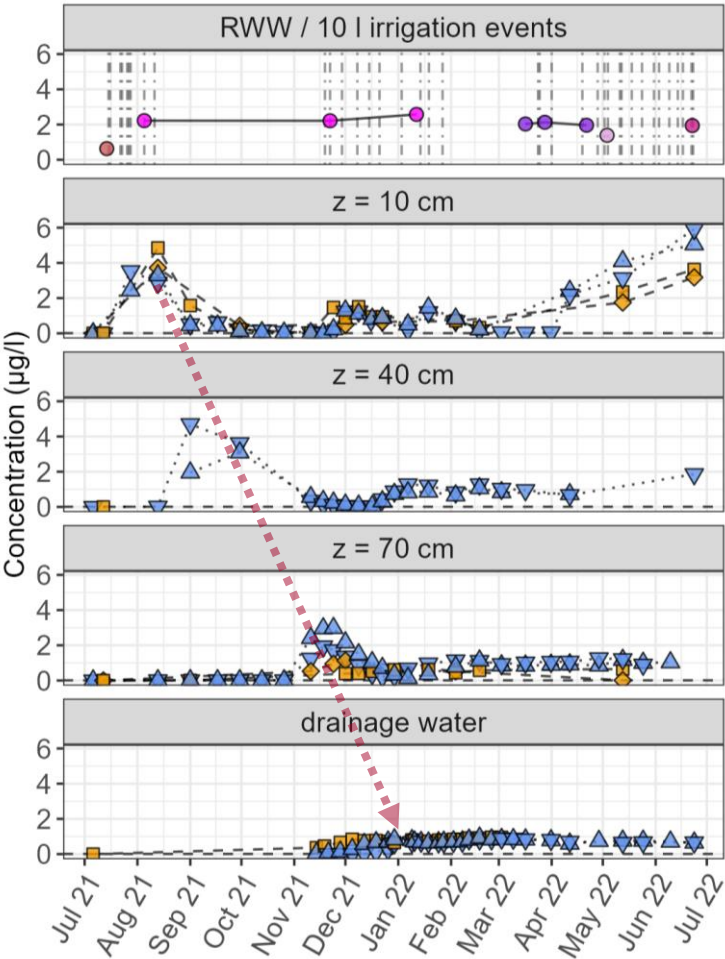 RWW / 10 l irrigation events
6
4
2
0
z = 10 cm
6
4
2
0
z = 40 cm
6
4
2
0
z = 70 cm
6
4
2
0
drainage water
6
4
2
0
Concentration (µg/l)
Jul 21 Aug 21 Sep 21 Oct 21 Nov 21 Dec 21 Jan 22 Feb 22 Mar 22 Apr 22 May 22 Jun 22 Jul 22